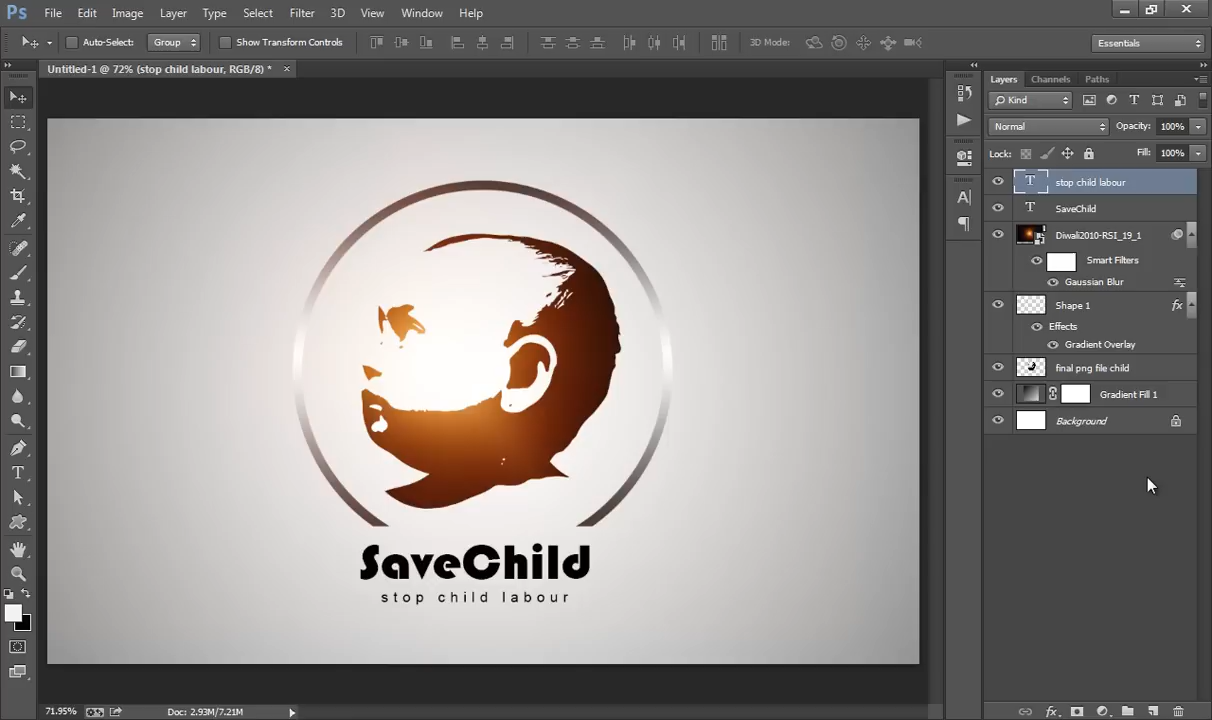 Ps File Edit Image Layer Type Select Filter 3D View Window Help
Auto-Select: Group Show Transform Controls 3D Mode: Essentials
Untitled-1 @ 72% (stop child labour, RGB/8) * ×
Layers Channels Paths
Kind
Normal Opacity: 100%
Lock: Fill: 100%
T stop child labour
T SaveChild
Diwali2010-RSI_19_1
Smart Filters
Gaussian Blur
Shape 1 fx
Effects
Gradient Overlay
final png file child
Gradient Fill 1
Background
SaveChild
stop child labour
71.95% Doc: 2.93M/7.21M fx